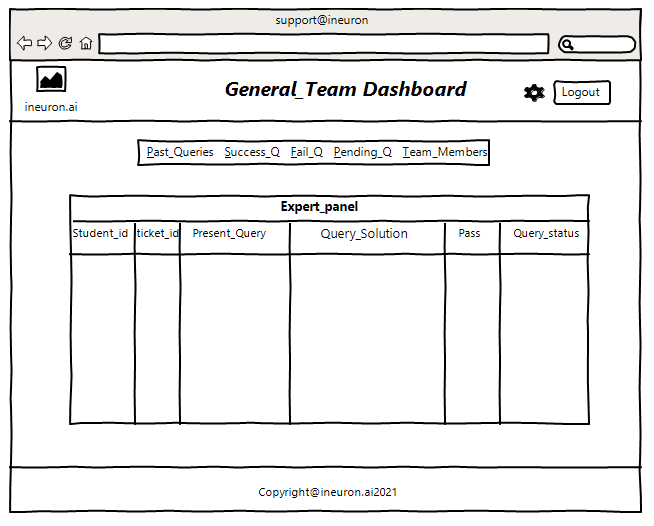 support@ineuron
ineuron.ai
General_Team Dashboard
Logout
Past_Queries Success_Q Fail_Q Pending_Q Team_Members
Expert_panel
Student_id ticket_id Present_Query Query_Solution Pass Query_status
Copyright@ineuron.ai2021